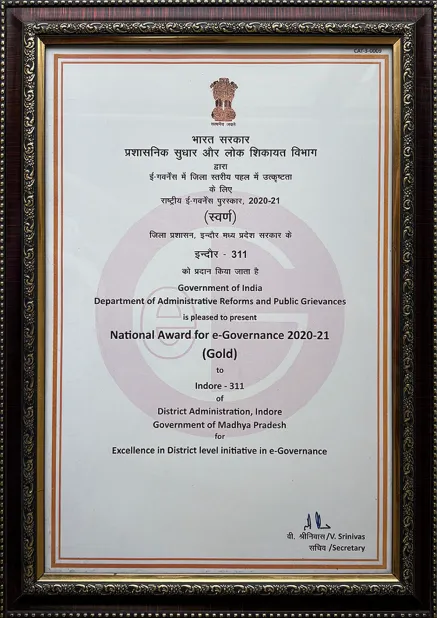 CAT-3-0003
सत्यमेव जयते
भारत सरकार
प्रशासनिक सुधार और लोक शिकायत विभाग
द्वारा
ई-गवर्नेंस में जिला स्तरीय पहल में उत्कृष्टता
के लिए
राष्ट्रीय ई-गवर्नेंस पुरस्कार, 2020-21
(स्वर्ण)
जिला प्रशासन, इन्दौर मध्य प्रदेश सरकार के
इन्दौर - 311
को प्रदान किया जाता है
Government of India
Department of Administrative Reforms and Public Grievances
is pleased to present
National Award for e-Governance 2020-21
(Gold)
to
Indore - 311
of
District Administration, Indore
Government of Madhya Pradesh
for
Excellence in District level initiative in e-Governance
वी. श्रीनिवास/V. Srinivas
सचिव /Secretary